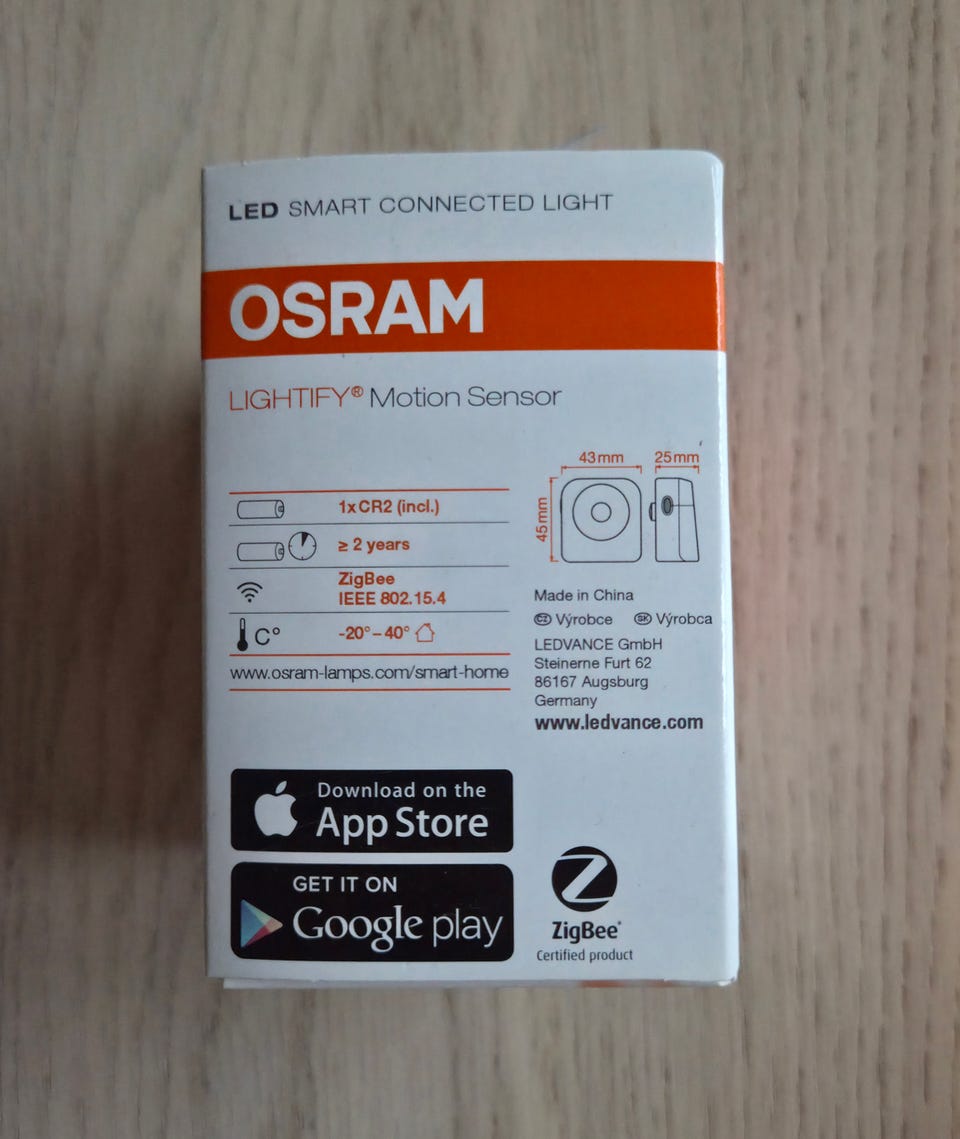 LED SMART CONNECTED LIGHT
OSRAM
LIGHTIFY® Motion Sensor
1xCR2 (incl.)
≥ 2 years
ZigBee
IEEE 802.15.4
C°
-20°–40°
www.osram-lamps.com/smart-home
43mm
25mm
45mm
Made in China
CZ Výrobce SK Výrobca
LEDVANCE GmbH
Steinerne Furt 62
86167 Augsburg
Germany
www.ledvance.com
Download on the
App Store
GET IT ON
Google play
ZigBee®
Certified product